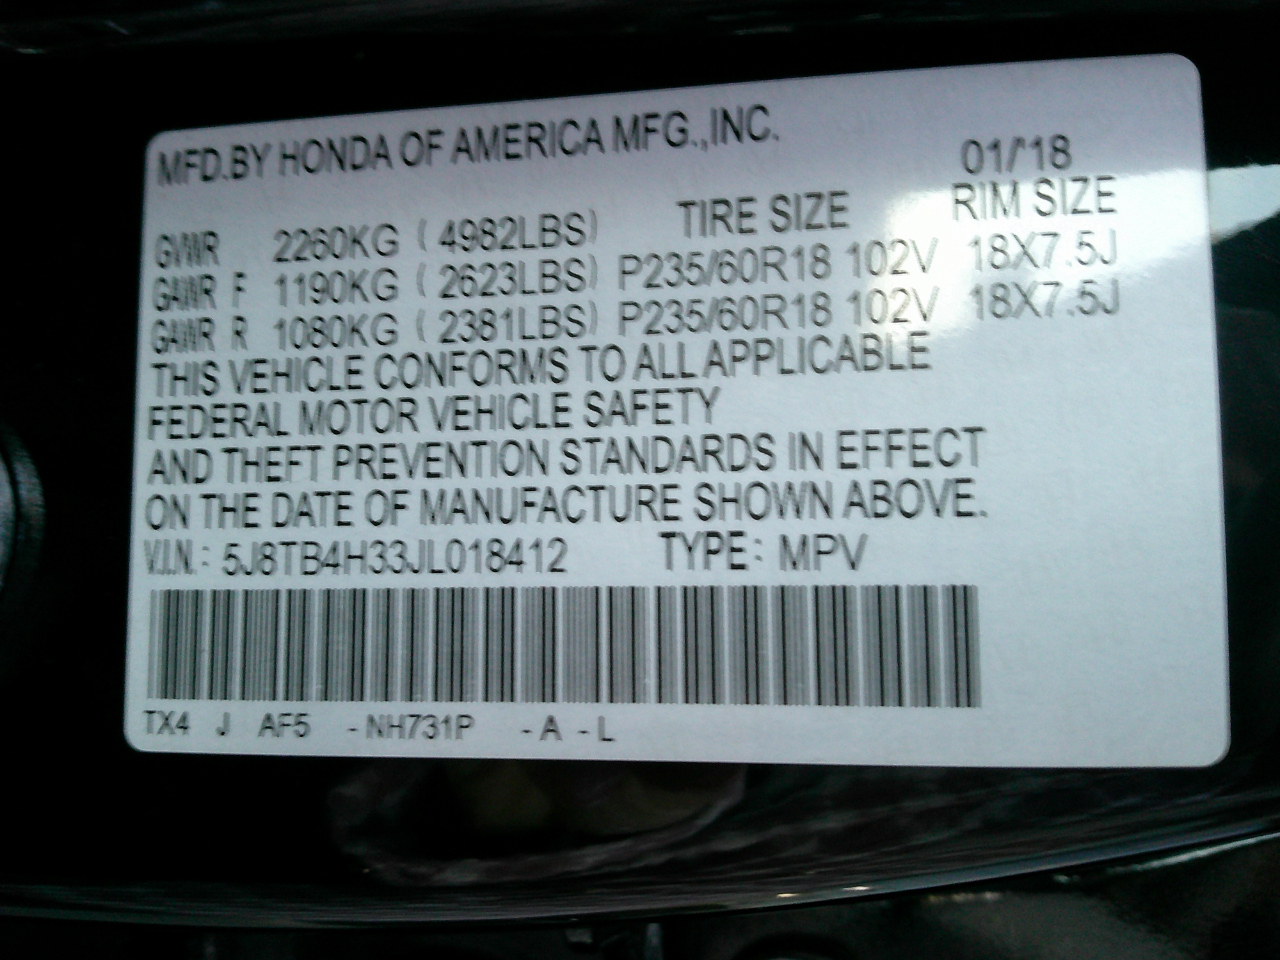 MFD.BY HONDA OF AMERICA MFG.,INC.
01/'18
TIRE SIZE RIM SIZE
GVWR 2260KG ( 4982LBS)
GAWR F 1190KG ( 2623LBS) P235/60R18 102V 18X7.5J
GAWR R 1080KG ( 2381LBS) P235/60R18 102V 18X7.5J
THIS VEHICLE CONFORMS TO ALL APPLICABLE
FEDERAL MOTOR VEHICLE SAFETY
AND THEFT PREVENTION STANDARDS IN EFFECT
ON THE DATE OF MANUFACTURE SHOWN ABOVE.
V.I.N.: 5J8TB4H33JL018412 TYPE: MPV
TX4 J AF5 -NH731P -A -L